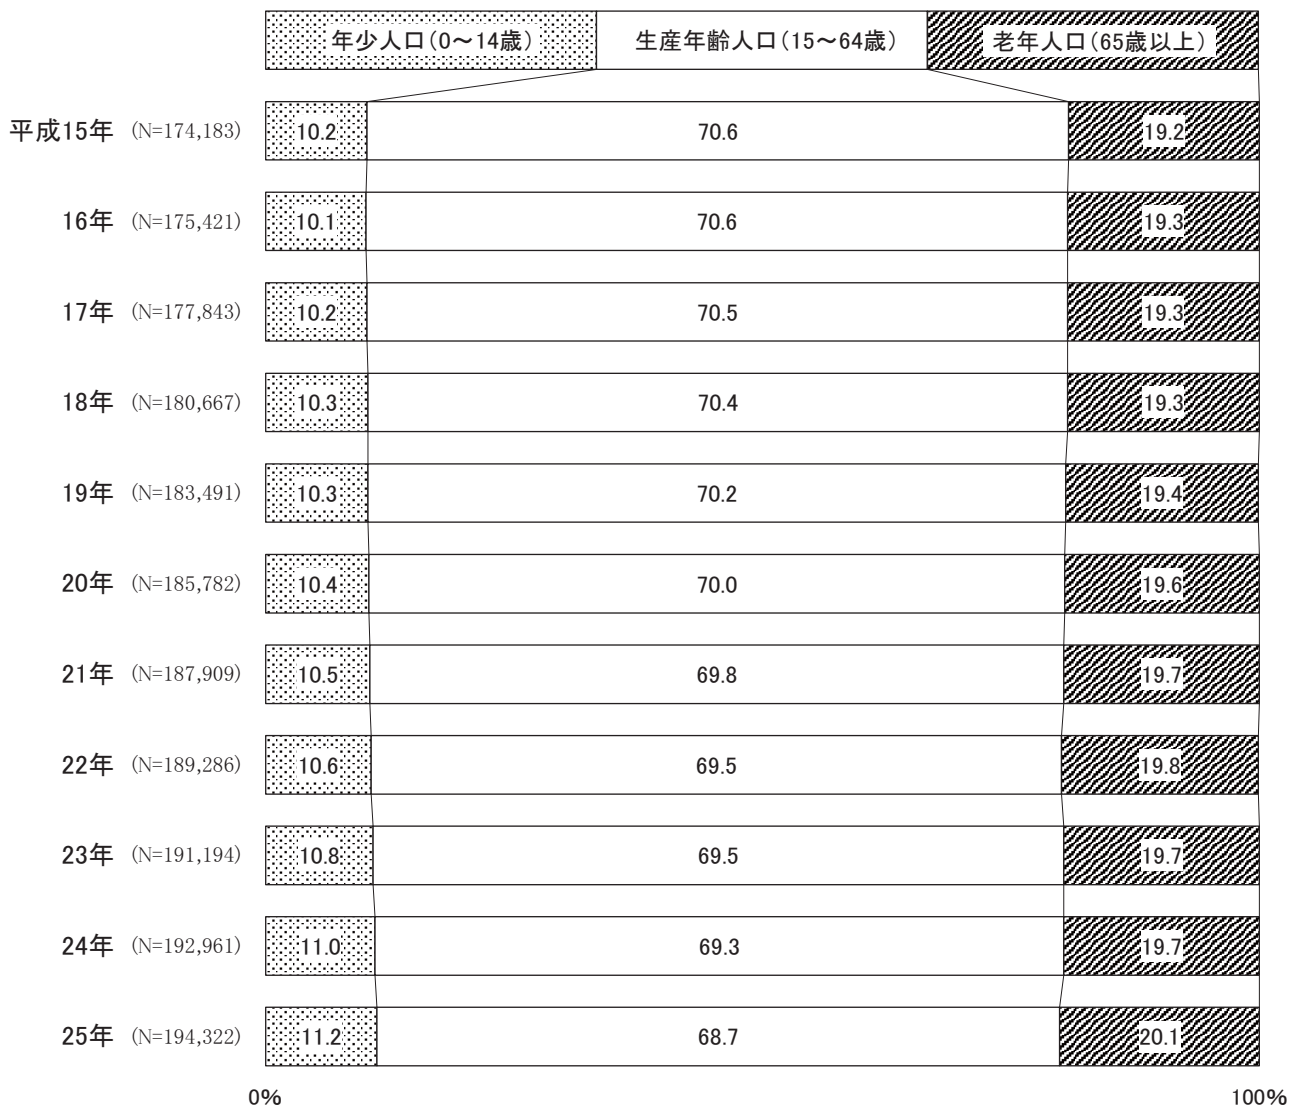 年少人口(0〜14歳) 生産年齢人口(15〜64歳) 老年人口(65歳以上)
平成15年 (N=174,183) 10.2 70.6 19.2
16年 (N=175,421) 10.1 70.6 19.3
17年 (N=177,843) 10.2 70.5 19.3
18年 (N=180,667) 10.3 70.4 19.3
19年 (N=183,491) 10.3 70.2 19.4
20年 (N=185,782) 10.4 70.0 19.6
21年 (N=187,909) 10.5 69.8 19.7
22年 (N=189,286) 10.6 69.5 19.8
23年 (N=191,194) 10.8 69.5 19.7
24年 (N=192,961) 11.0 69.3 19.7
25年 (N=194,322) 11.2 68.7 20.1
0% 100%